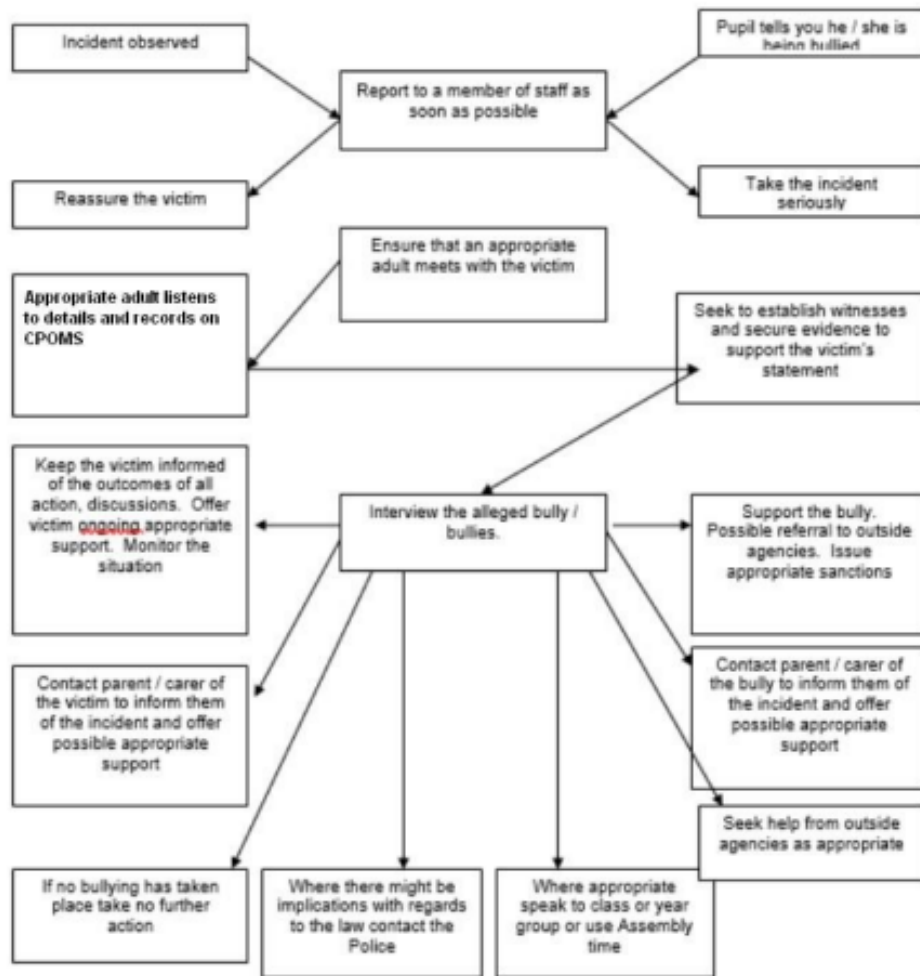 Incident observed
Pupil tells you he / she is
being bullied
Report to a member of staff as
soon as possible
Reassure the victim
Take the incident
seriously
Ensure that an appropriate
adult meets with the victim
Appropriate adult listens
to details and records on
CPOMS
Seek to establish witnesses
and secure evidence to
support the victim's
statement
Keep the victim informed
of the outcomes of all
action, discussions. Offer
victim ongoing appropriate
support. Monitor the
situation
Interview the alleged bully /
bullies.
Support the bully.
Possible referral to outside
agencies. Issue
appropriate sanctions
Contact parent / carer of
the victim to inform them
of the incident and offer
possible appropriate
support
Contact parent / carer of
the bully to inform them of
the incident and offer
possible appropriate
support
Seek help from outside
agencies as appropriate
If no bullying has taken
place take no further
action
Where there might be
implications with regards
to the law contact the
Police
Where appropriate
speak to class or year
group or use Assembly
time